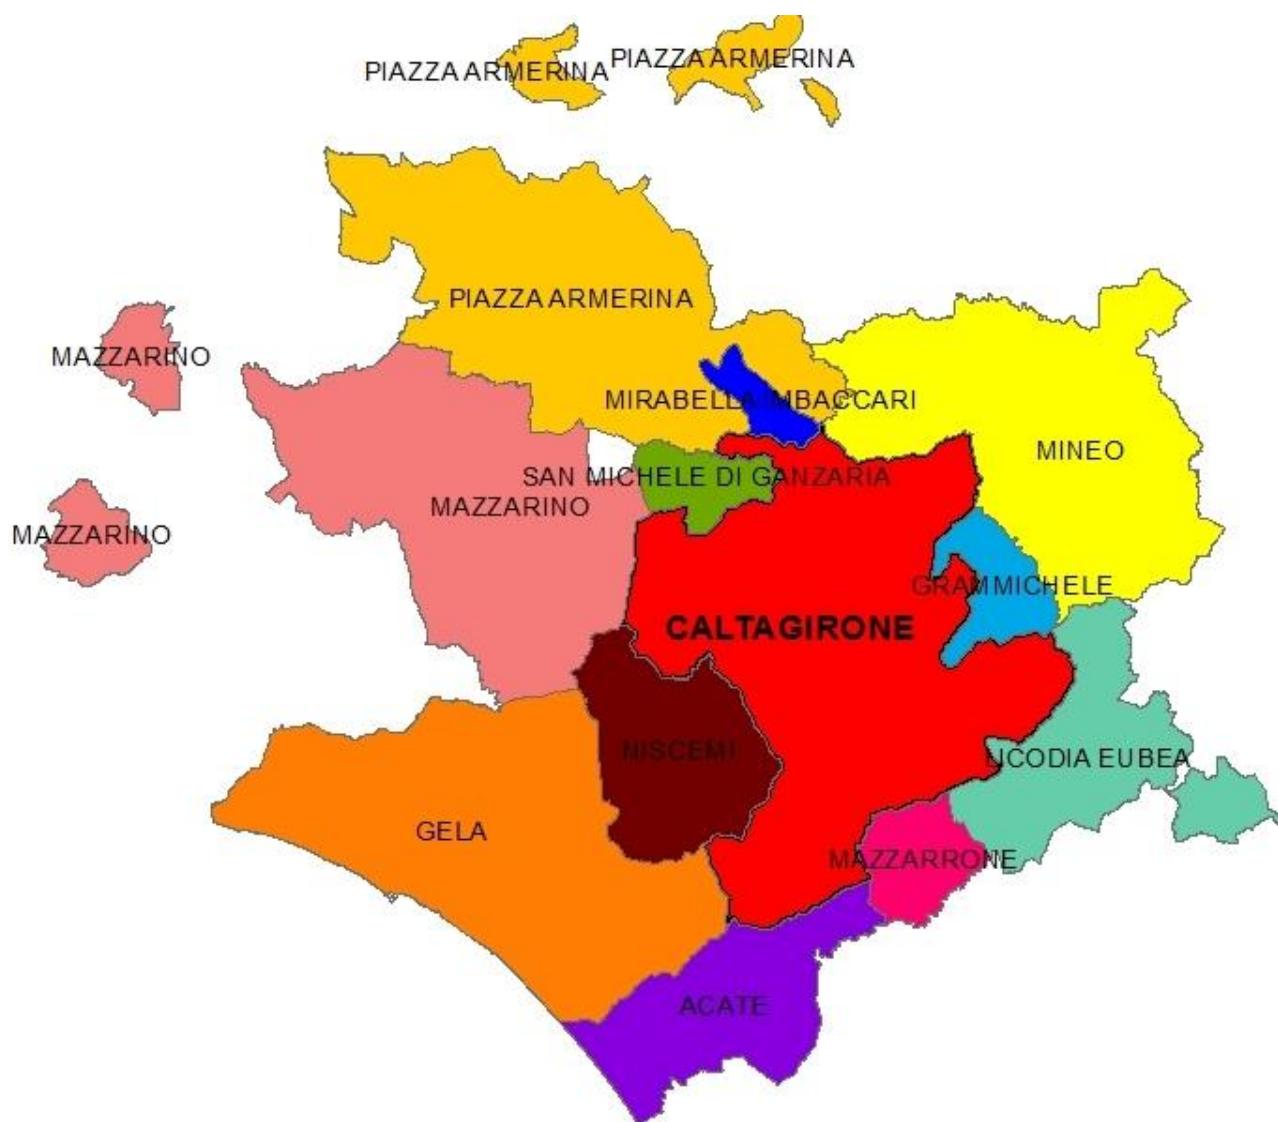 PIAZZA ARMERINA
PIAZZA ARMERINA
PIAZZA ARMERINA
MAZZARINO
MIRABELLA IMBACCARI
MINEO
SAN MICHELE DI GANZARIA
MAZZARINO
MAZZARINO
GRAMMICHELE
CALTAGIRONE
NISCEMI
LICODIA EUBEA
GELA
MAZZARRONE
ACATE